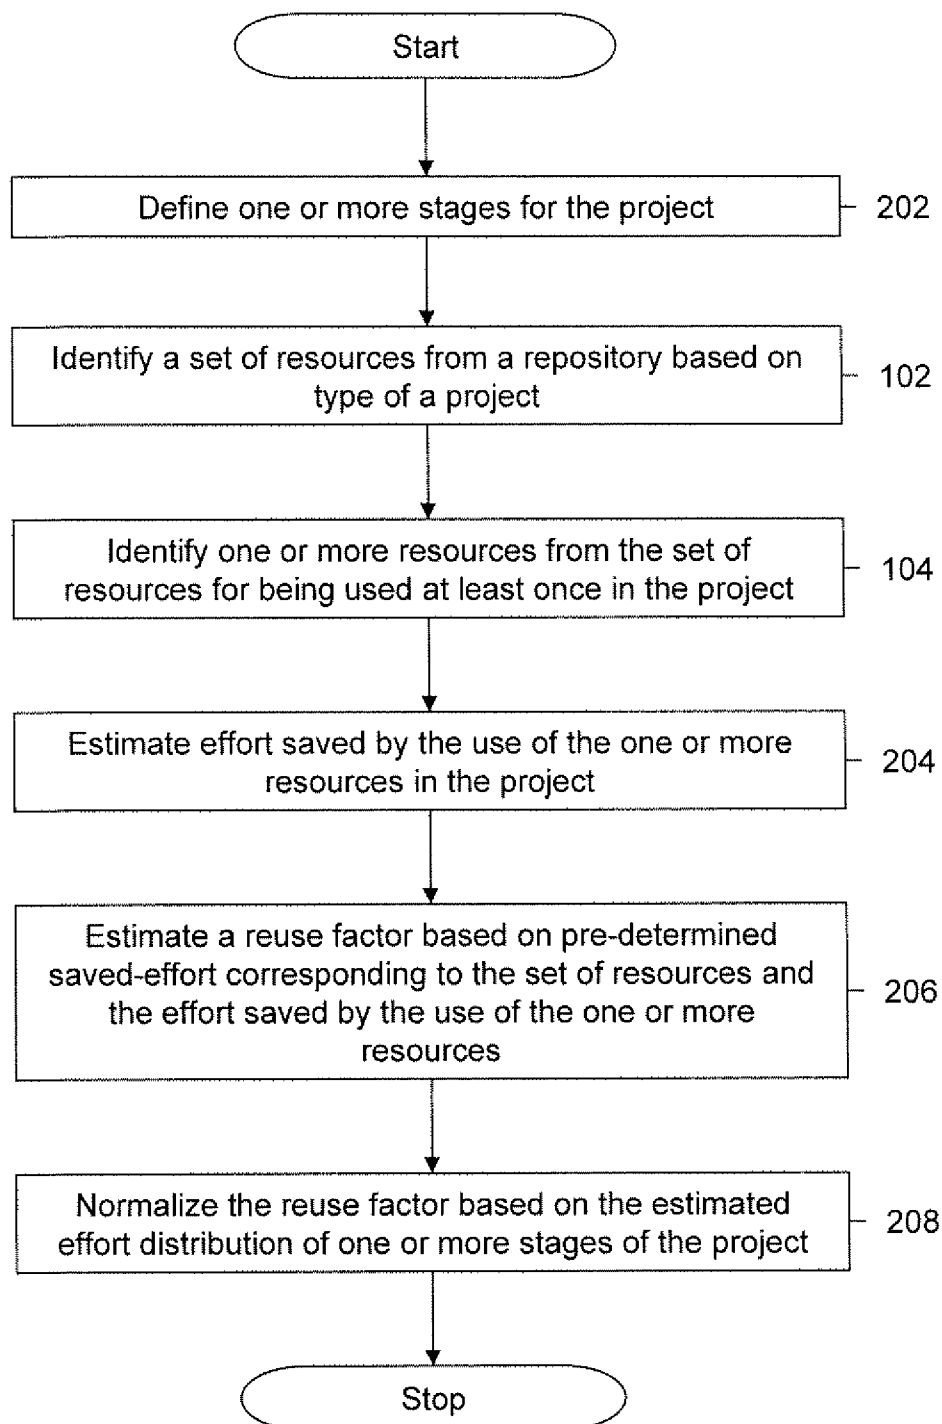 Start
Define one or more stages for the project
202
Identify a set of resources from a repository based on
type of a project
102
Identify one or more resources from the set of
resources for being used at least once in the project
104
Estimate effort saved by the use of the one or more
resources in the project
204
Estimate a reuse factor based on pre-determined
saved-effort corresponding to the set of resources and
the effort saved by the use of the one or more
resources
206
Normalize the reuse factor based on the estimated
effort distribution of one or more stages of the project
208
Stop